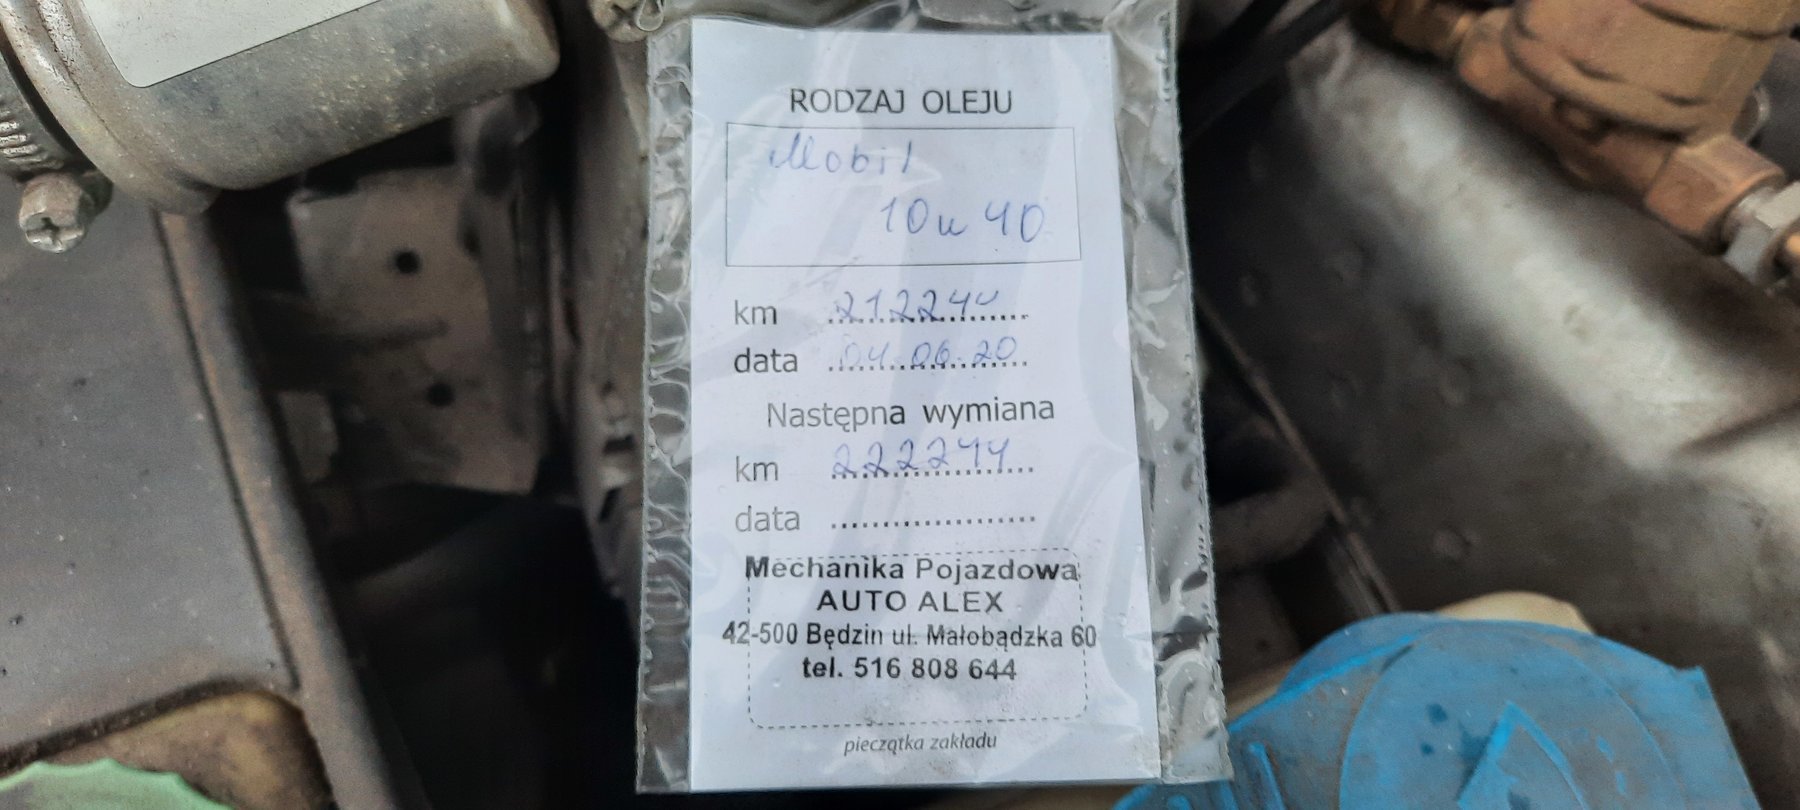 RODZAJ OLEJU
Mobil
10w40
km 212244
data 04.06.20
Następna wymiana
km 222244
data
Mechanika Pojazdowa
AUTO ALEX
42-500 Będzin ul. Małobądzka 60
tel. 516 808 644
pieczątka zakładu